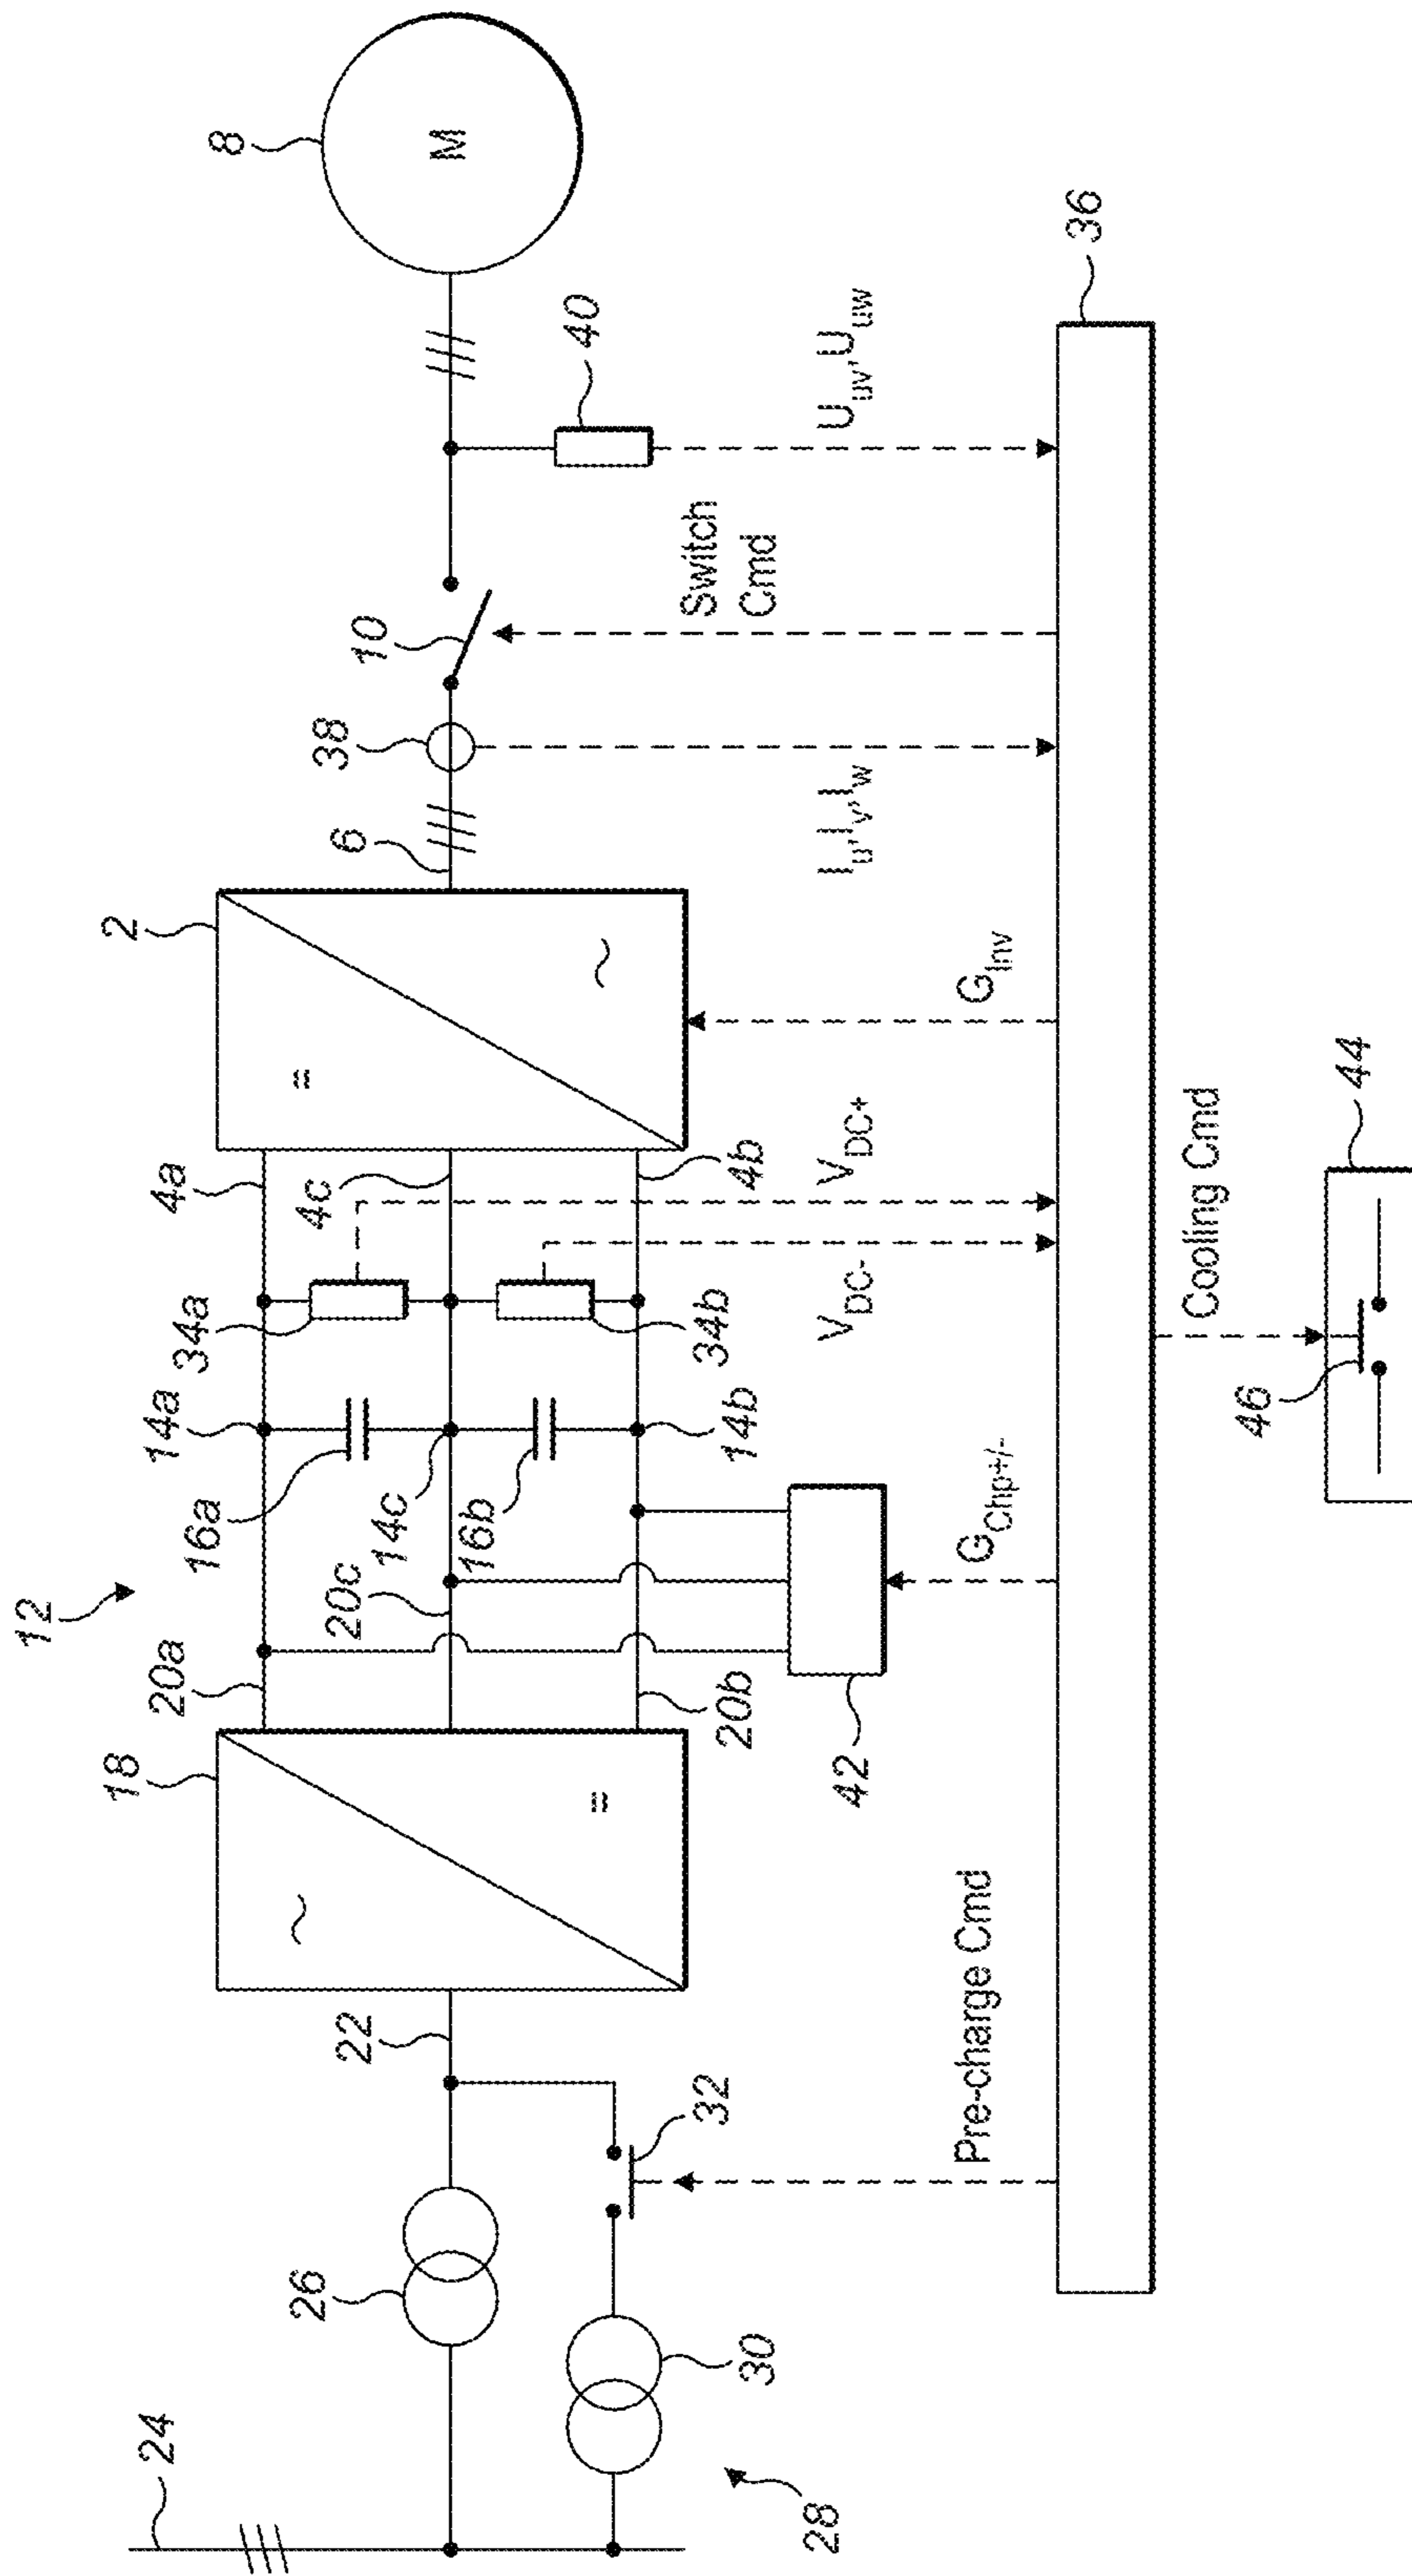 8
M
2
6
38
10
40
12
4a
4c
4b
34a
34b
14a
14c
14b
16a
16b
20a
20c
20b
18
22
24
26
28
30
32
42
36
44
46
=
~
~
=
Pre-charge Cmd
G_Chp+/-
V_DC-
V_DC+
G_Inv
I_u, I_v, I_w
Switch
Cmd
U_uv, U_uw
Cooling Cmd